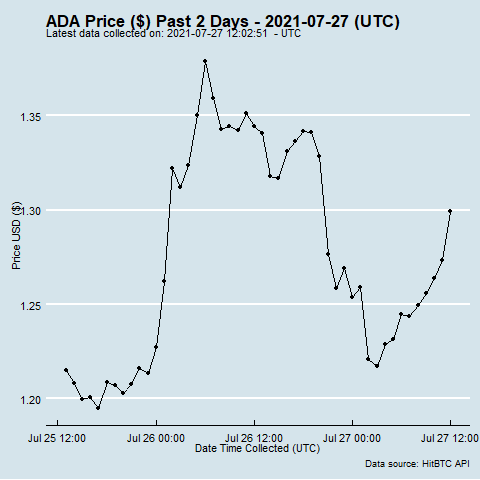 ADA Price ($) Past 2 Days - 2021-07-27 (UTC)
Latest data collected on: 2021-07-27 12:02:51  - UTC
Price USD ($)
1.35
1.30
1.25
1.20
Jul 25 12:00
Jul 26 00:00
Jul 26 12:00
Jul 27 00:00
Jul 27 12:00
Date Time Collected (UTC)
Data source: HitBTC API